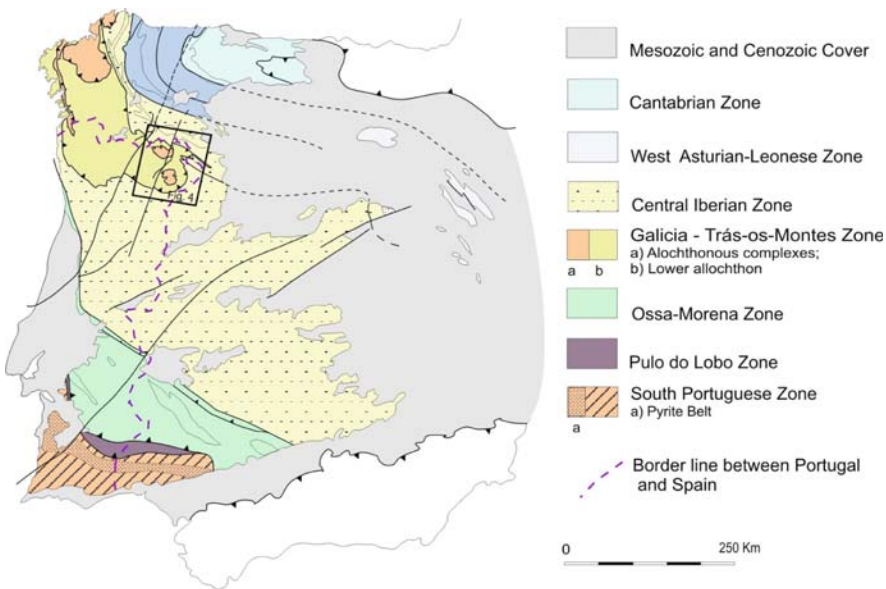 Fig. 4
Mesozoic and Cenozoic Cover
Cantabrian Zone
West Asturian-Leonese Zone
Central Iberian Zone
Galicia - Trás-os-Montes Zone
a) Alochthonous complexes;
a b b) Lower allochthon
Ossa-Morena Zone
Pulo do Lobo Zone
South Portuguese Zone
a) Pyrite Belt
a
Border line between Portugal
and Spain
0 250 Km